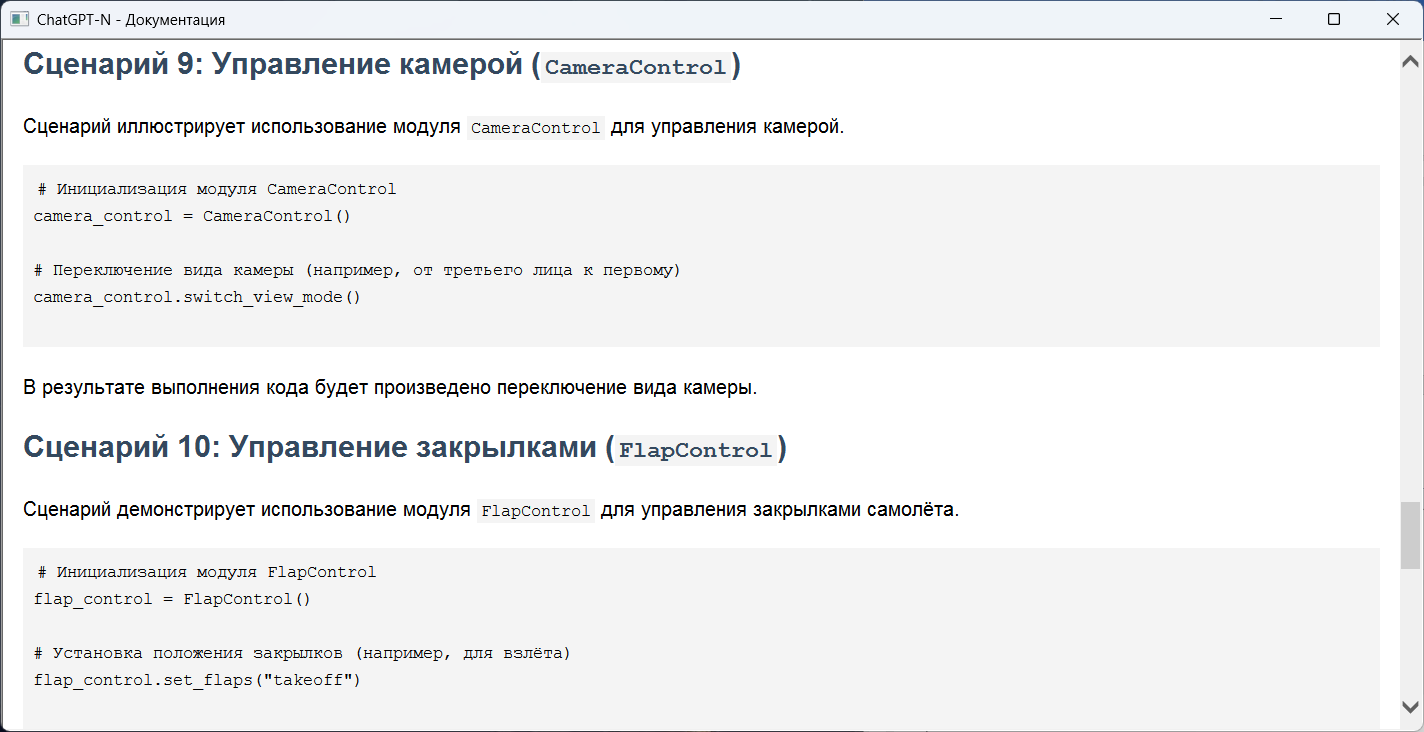 ChatGPT-N - Документация
Сценарий 9: Управление камерой (CameraControl)
Сценарий иллюстрирует использование модуля CameraControl для управления камерой.
# Инициализация модуля CameraControl
camera_control = CameraControl()
# Переключение вида камеры (например, от третьего лица к первому)
camera_control.switch_view_mode()
В результате выполнения кода будет произведено переключение вида камеры.
Сценарий 10: Управление закрылками (FlapControl)
Сценарий демонстрирует использование модуля FlapControl для управления закрылками самолёта.
# Инициализация модуля FlapControl
flap_control = FlapControl()
# Установка положения закрылков (например, для взлёта)
flap_control.set_flaps("takeoff")